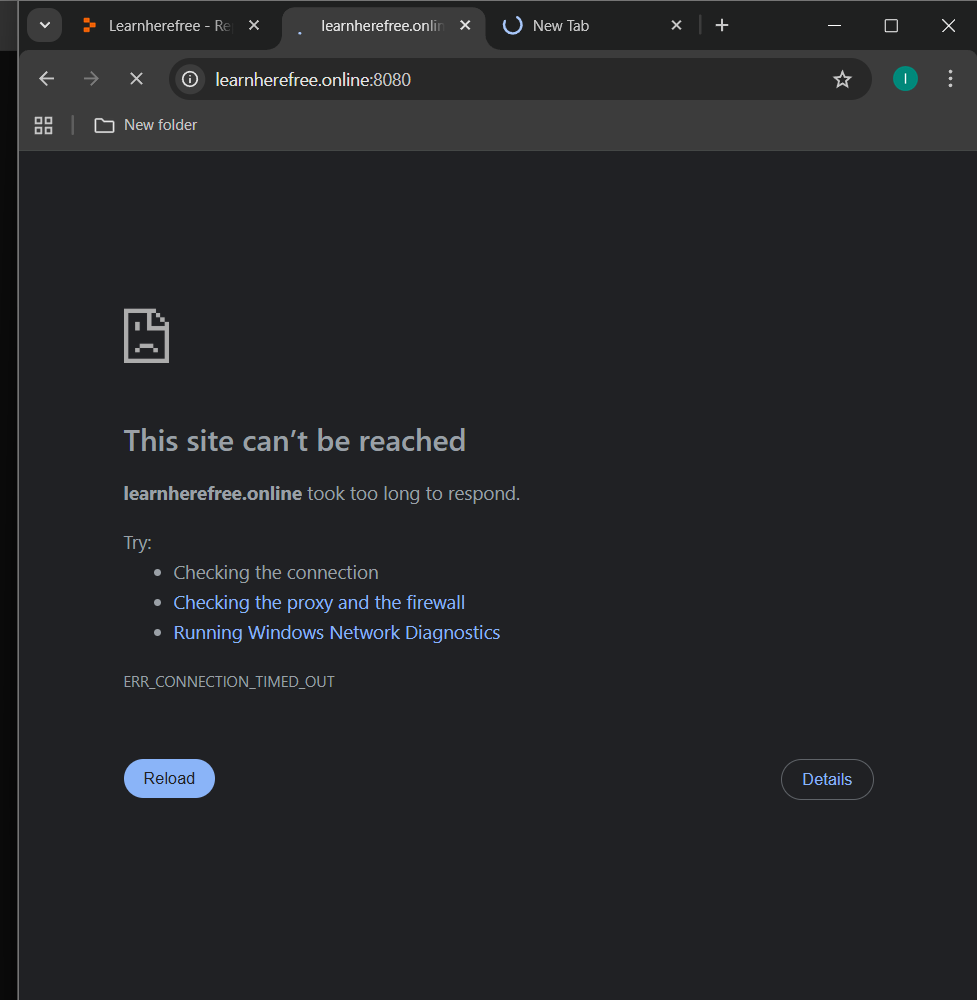 Learnherefree - Re
learnherefree.onlin
New Tab
learnherefree.online:8080
I
New folder
This site can’t be reached
learnherefree.online took too long to respond.
Try:
Checking the connection
Checking the proxy and the firewall
Running Windows Network Diagnostics
ERR_CONNECTION_TIMED_OUT
Reload
Details